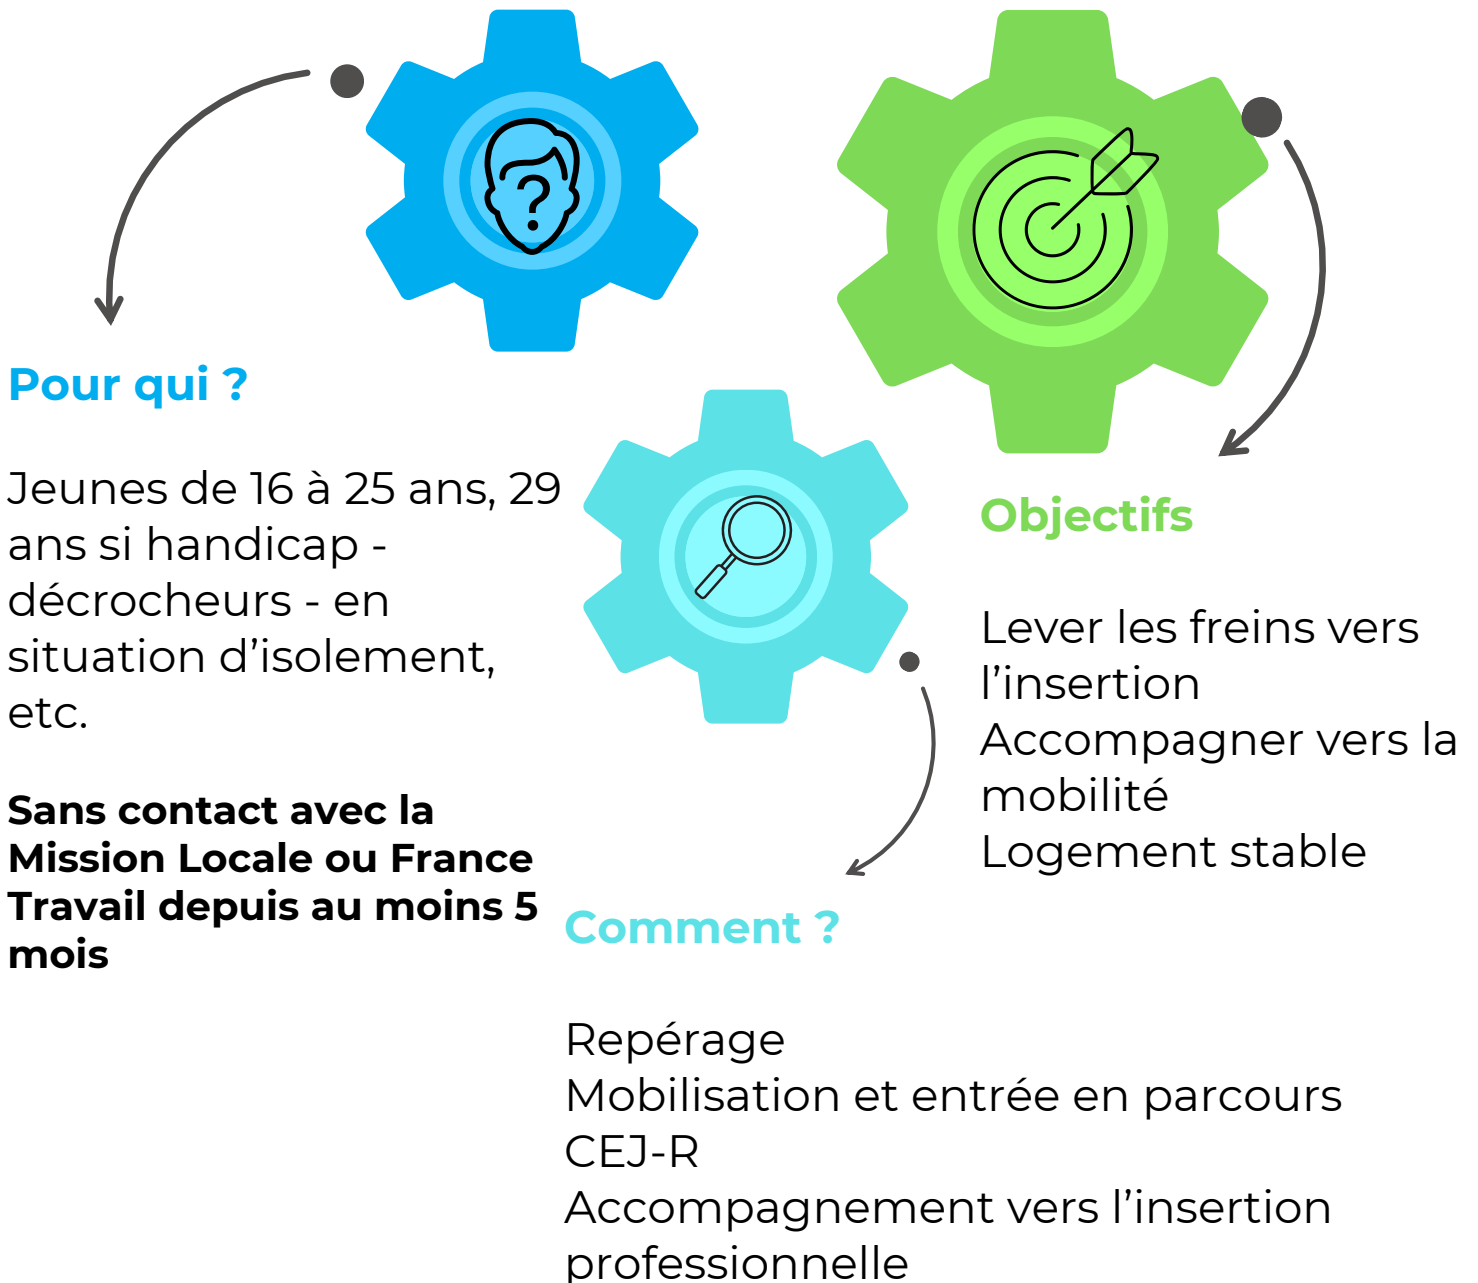 Pour qui ?
Jeunes de 16 à 25 ans, 29
ans si handicap -
décrocheurs - en
situation d’isolement,
etc.
Sans contact avec la
Mission Locale ou France
Travail depuis au moins 5
mois
?
Objectifs
Lever les freins vers
l’insertion
Accompagner vers la
mobilité
Logement stable
Comment ?
Repérage
Mobilisation et entrée en parcours
CEJ-R
Accompagnement vers l’insertion
professionnelle